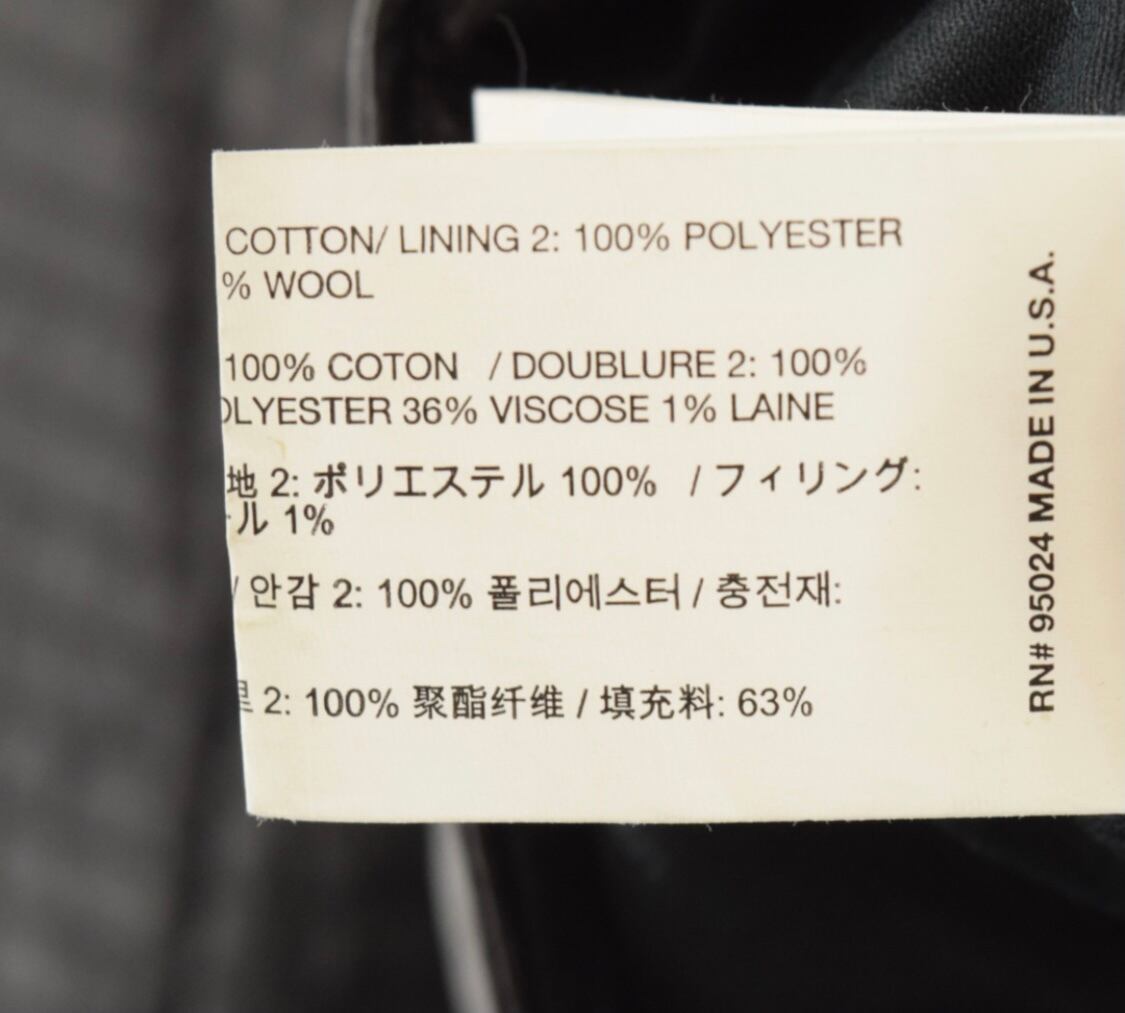 COTTON/ LINING 2: 100% POLYESTER
% WOOL
100% COTON / DOUBLURE 2: 100%
OLYESTER 36% VISCOSE 1% LAINE
地 2: ポリエステル 100% / フィリング:
ル 1%
/ 안감 2: 100% 폴리에스터 / 충전재:
2: 100% 聚酯纤维 / 填充料: 63%
RN# 95024 MADE IN U.S.A.